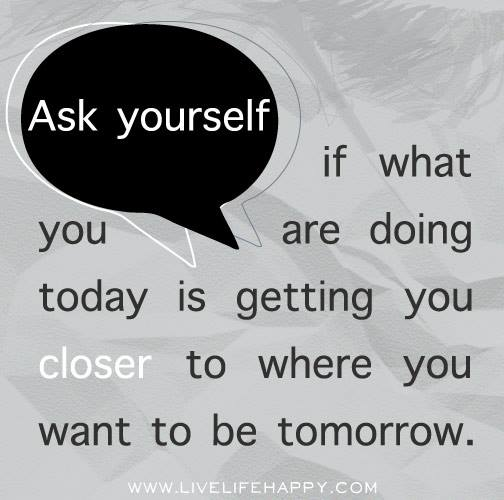 Ask yourself
if what
you are doing
today is getting you
closer to where you
want to be tomorrow.
WWW.LIVELIFEHAPPY.COM